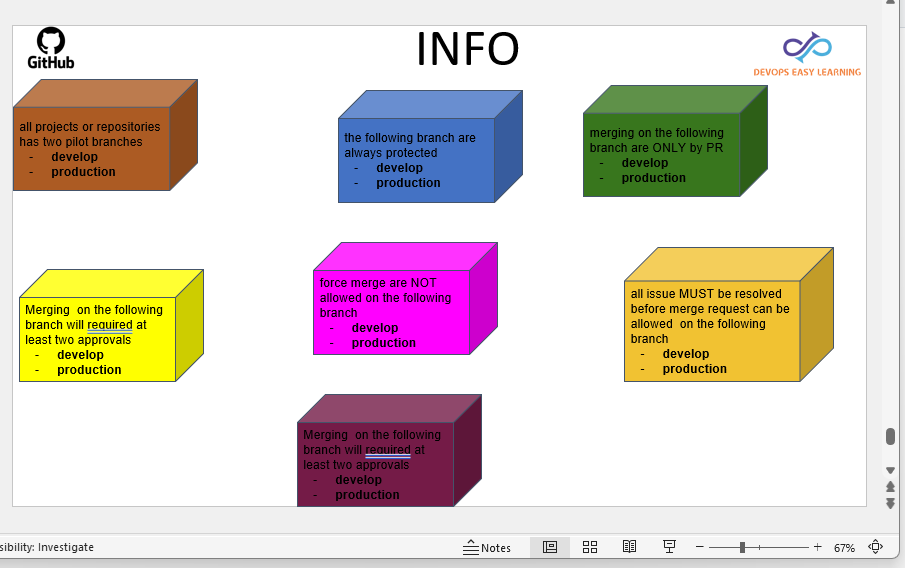 INFO
GitHub
DEVOPS EASY LEARNING
all projects or repositories
has two pilot branches
- develop
- production
the following branch are
always protected
- develop
- production
merging on the following
branch are ONLY by PR
- develop
- production
Merging  on the following
branch will required at
least two approvals
- develop
- production
force merge are NOT
allowed on the following
branch
- develop
- production
all issue MUST be resolved
before merge request can be
allowed  on the following
branch
- develop
- production
Merging  on the following
branch will required at
least two approvals
- develop
- production
sibility: Investigate
Notes
67%